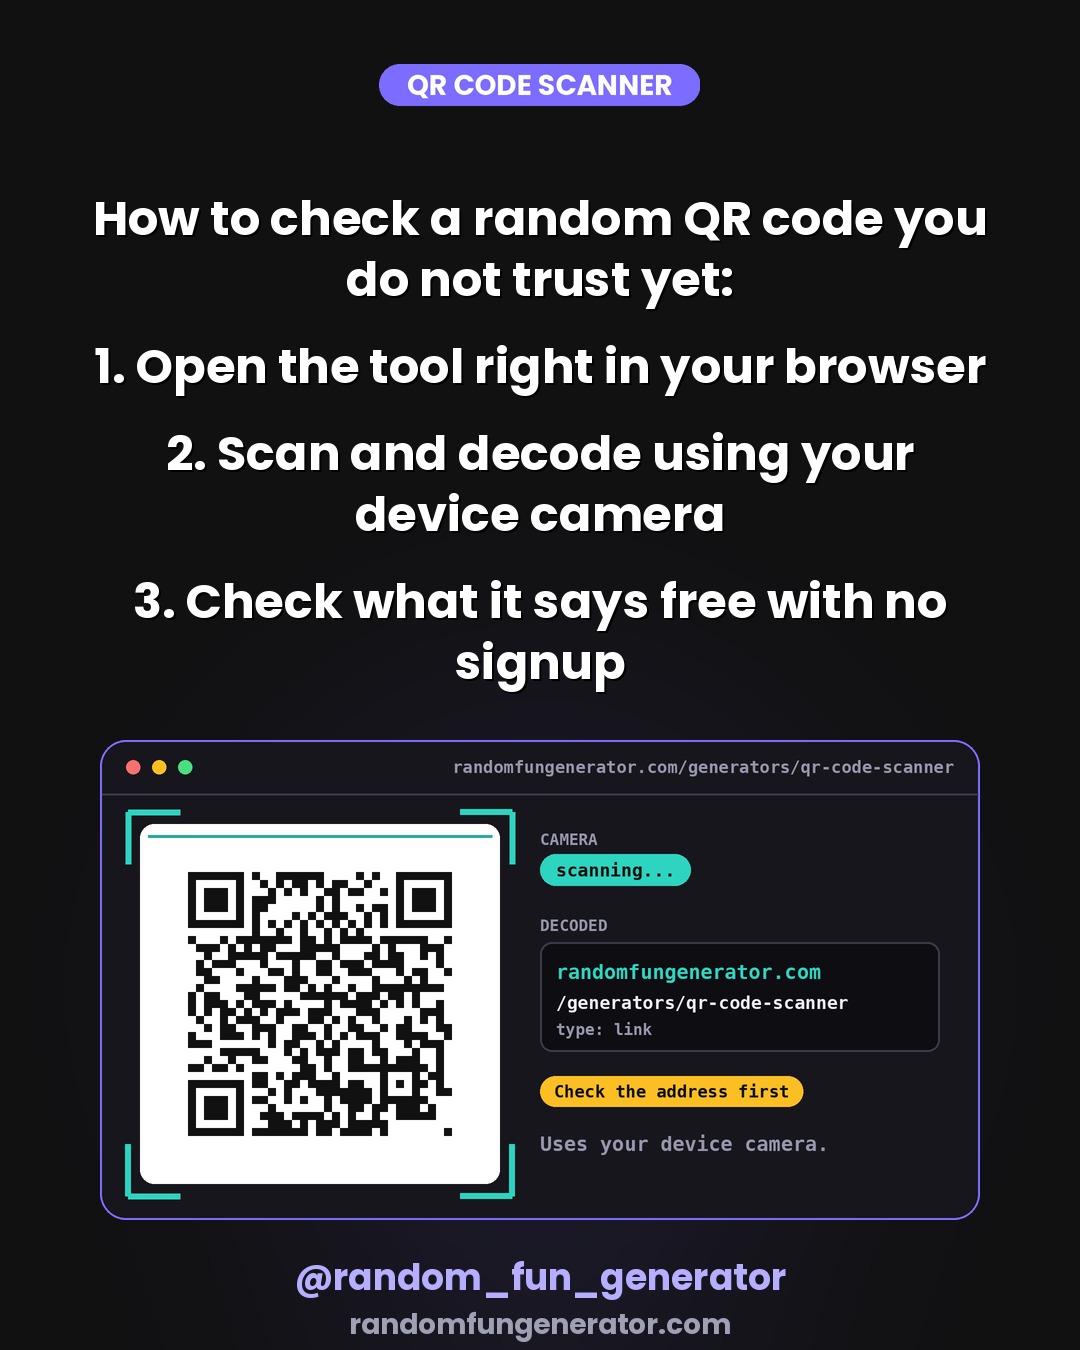 QR CODE SCANNER
How to check a random QR code you
do not trust yet:
1. Open the tool right in your browser
2. Scan and decode using your
device camera
3. Check what it says free with no
signup
randomfungenerator.com/generators/qr-code-scanner
CAMERA
scanning...
DECODED
randomfungenerator.com
/generators/qr-code-scanner
type: link
Check the address first
Uses your device camera.
@random_fun_generator
randomfungenerator.com